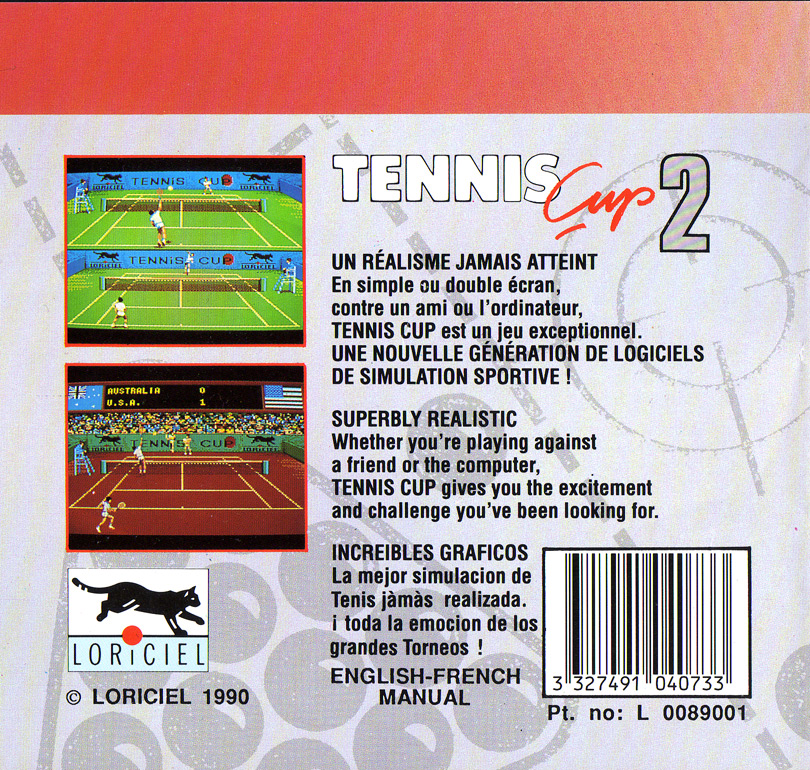 TENNIS CUP
LORICIEL
LORICIEL
TENNIS CUP
LORICIEL
LORICIEL
AUSTRALIA 0
U.S.A. 1
TENNIS CUP
LORICIEL
© LORICIEL 1990
TENNIS Cup 2
UN RÉALISME JAMAIS ATTEINT
En simple ou double écran,
contre un ami ou l'ordinateur,
TENNIS CUP est un jeu exceptionnel.
UNE NOUVELLE GÉNÉRATION DE LOGICIELS
DE SIMULATION SPORTIVE !
SUPERBLY REALISTIC
Whether you're playing against
a friend or the computer,
TENNIS CUP gives you the excitement
and challenge you've been looking for.
INCREIBLES GRAFICOS
La mejor simulacion de
Tenis jàmàs realizada.
i toda la emocion de los
grandes Torneos !
ENGLISH-FRENCH
MANUAL
3 327491 040733
Pt. no: L 0089001